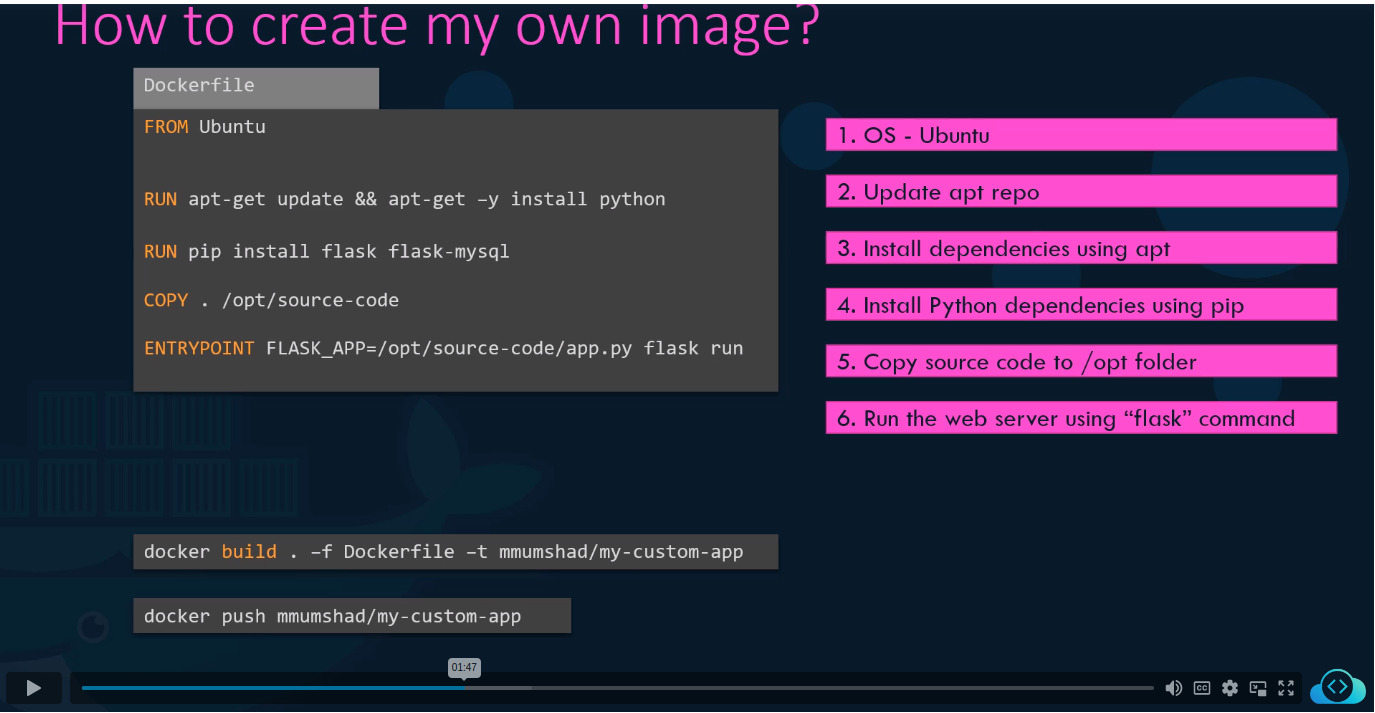 How to create my own image?
Dockerfile
FROM Ubuntu
RUN apt-get update && apt-get –y install python
RUN pip install flask flask-mysql
COPY . /opt/source-code
ENTRYPOINT FLASK_APP=/opt/source-code/app.py flask run
1. OS - Ubuntu
2. Update apt repo
3. Install dependencies using apt
4. Install Python dependencies using pip
5. Copy source code to /opt folder
6. Run the web server using “flask” command
docker build . –f Dockerfile –t mmumshad/my-custom-app
docker push mmumshad/my-custom-app
01:47
CC